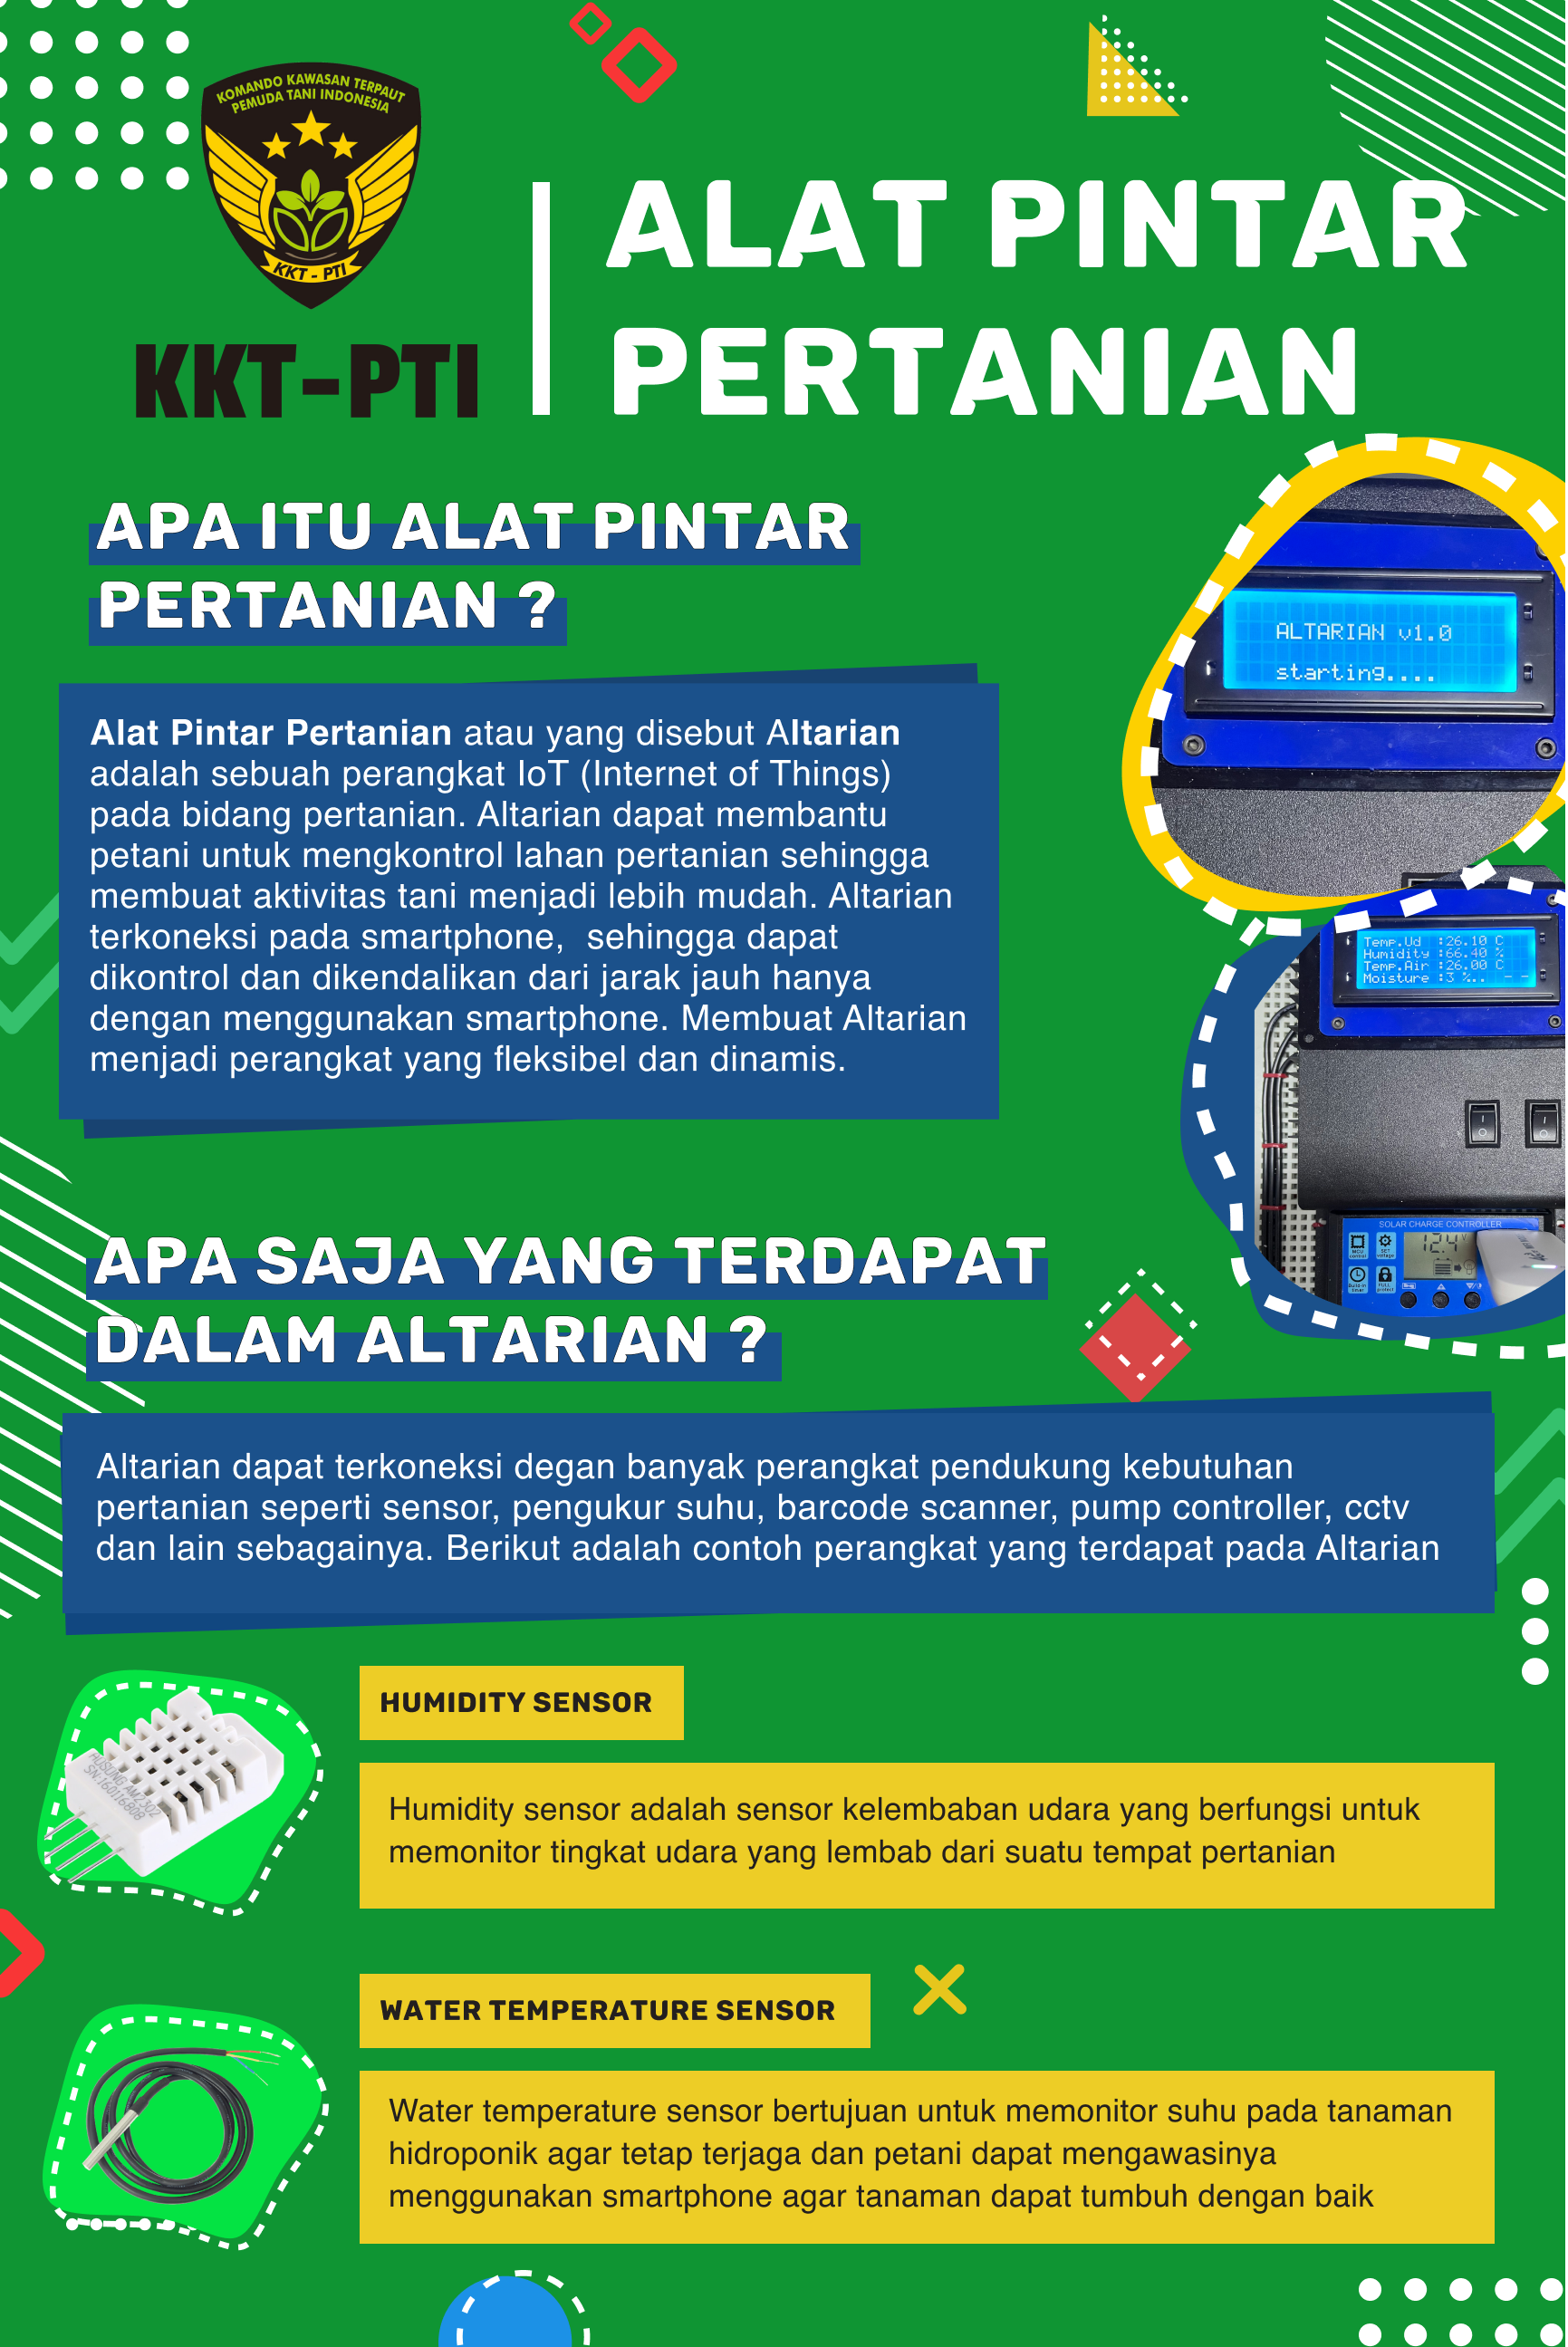 KOMANDO KAWASAN TERPAUT
PEMUDA TANI INDONESIA
KKT - PTI
KKT-PTI
ALAT PINTAR
PERTANIAN
APA ITU ALAT PINTAR
PERTANIAN ?
ALTARIAN v1.0
starting....
Alat Pintar Pertanian atau yang disebut Altarian
adalah sebuah perangkat IoT (Internet of Things)
pada bidang pertanian. Altarian dapat membantu
petani untuk mengkontrol lahan pertanian sehingga
membuat aktivitas tani menjadi lebih mudah. Altarian
terkoneksi pada smartphone,  sehingga dapat
dikontrol dan dikendalikan dari jarak jauh hanya
dengan menggunakan smartphone. Membuat Altarian
menjadi perangkat yang fleksibel dan dinamis.
Temp.Ud :26.10 C
Humidity :66.40 %
Temp.Air :26.00 C
Moisture :3 %..
SOLAR CHARGE CONTROLLER
12.4
APA SAJA YANG TERDAPAT
DALAM ALTARIAN ?
Altarian dapat terkoneksi degan banyak perangkat pendukung kebutuhan
pertanian seperti sensor, pengukur suhu, barcode scanner, pump controller, cctv
dan lain sebagainya. Berikut adalah contoh perangkat yang terdapat pada Altarian
HUMIDITY SENSOR
AOSONG AM2302
SN:160116808
Humidity sensor adalah sensor kelembaban udara yang berfungsi untuk
memonitor tingkat udara yang lembab dari suatu tempat pertanian
WATER TEMPERATURE SENSOR
Water temperature sensor bertujuan untuk memonitor suhu pada tanaman
hidroponik agar tetap terjaga dan petani dapat mengawasinya
menggunakan smartphone agar tanaman dapat tumbuh dengan baik